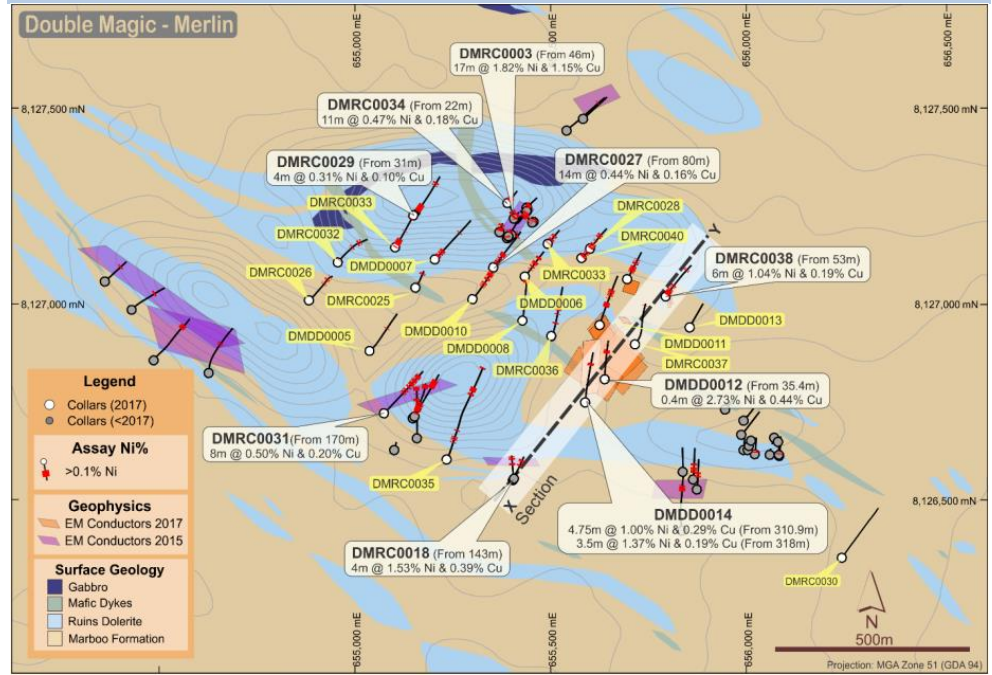 Double Magic - Merlin
655,000 mE
655,500 mE
656,000 mE
656,500 mE
8,127,500 mN
8,127,500 mN
DMRC0003 (From 46m)
17m @ 1.82% Ni & 1.15% Cu
DMRC0034 (From 22m)
11m @ 0.47% Ni & 0.18% Cu
DMRC0029 (From 31m)
4m @ 0.31% Ni & 0.10% Cu
DMRC0027 (From 80m)
14m @ 0.44% Ni & 0.16% Cu
DMRC0033
DMRC0028
DMRC0032
DMRC0040
Y
DMDD0007
DMRC0033
DMRC0038 (From 53m)
6m @ 1.04% Ni & 0.19% Cu
DMRC0026
DMRC0025
DMDD0006
8,127,000 mN
8,127,000 mN
DMDD0013
DMDD0010
DMDD0005
DMDD0008
DMDD0011
DMRC0036
DMRC0037
DMDD0012 (From 35.4m)
0.4m @ 2.73% Ni & 0.44% Cu
DMRC0031(From 170m)
8m @ 0.50% Ni & 0.20% Cu
DMRC0035
X
Section
8,126,500 mN
DMDD0014
4.75m @ 1.00% Ni & 0.29% Cu (From 310.9m)
3.5m @ 1.37% Ni & 0.19% Cu (From 318m)
DMRC0018 (From 143m)
4m @ 1.53% Ni & 0.39% Cu
DMRC0030
Legend
Collars (2017)
Collars (<2017)
Assay Ni%
>0.1% Ni
Geophysics
EM Conductors 2017
EM Conductors 2015
Surface Geology
Gabbro
Mafic Dykes
Ruins Dolerite
Marboo Formation
655,000 mE
655,500 mE
656,000 mE
N
500m
Projection: MGA Zone 51 (GDA 94)